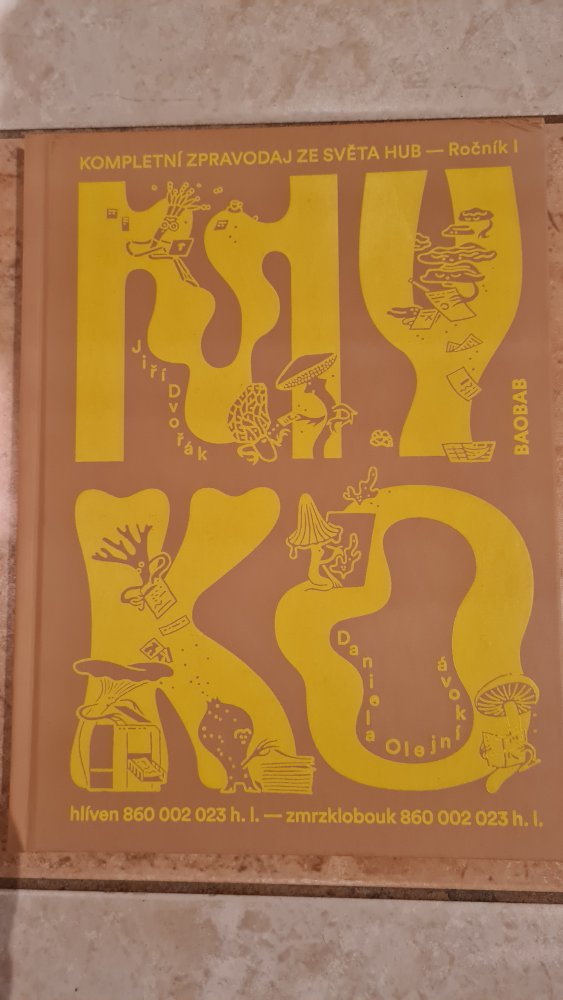 KOMPLETNÍ ZPRAVODAJ ZE SVĚTA HUB — Ročník I
MY
Jiří Dvořák
BAOBAB
KO
Daniela Olejníková
hlíven 860 002 023 h. l. — zmrzklobouk 860 002 023 h. l.